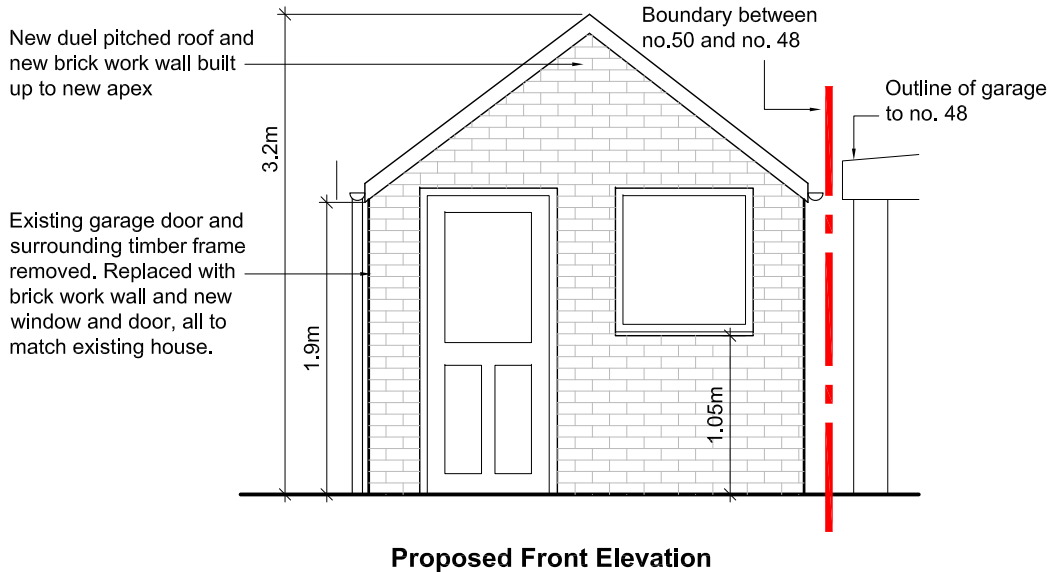 New duel pitched roof and
new brick work wall built
up to new apex
Boundary between
no.50 and no. 48
Outline of garage
to no. 48
3.2m
Existing garage door and
surrounding timber frame
removed. Replaced with
brick work wall and new
window and door, all to
match existing house.
1.9m
1.05m
Proposed Front Elevation